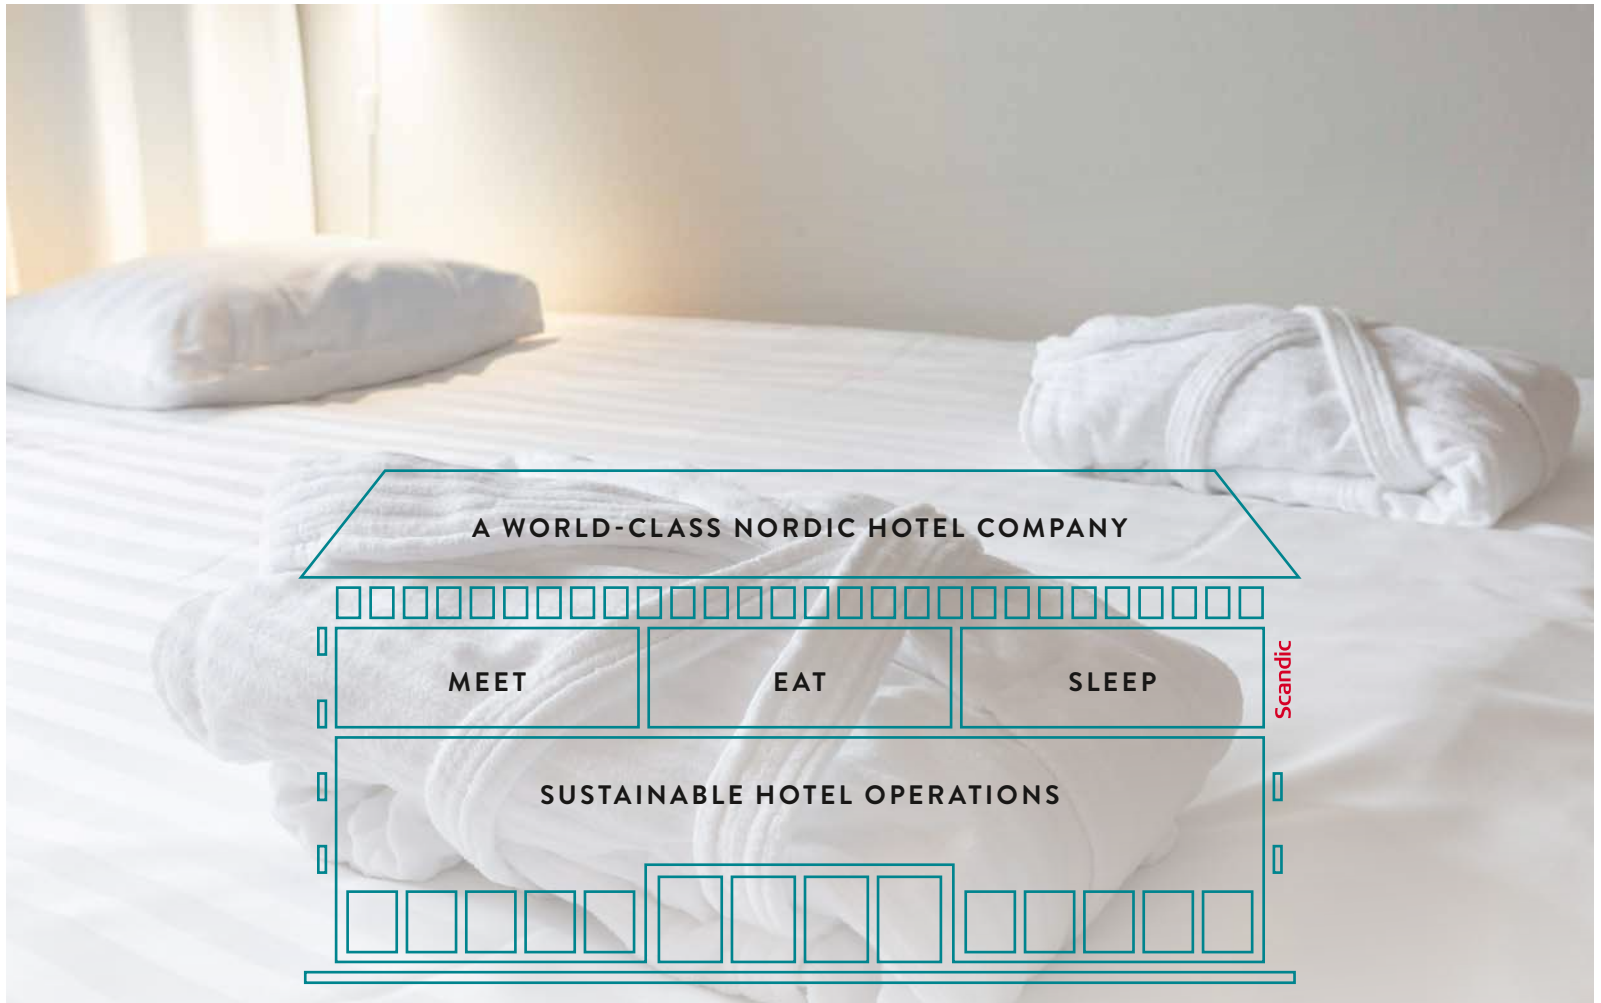 A WORLD-CLASS NORDIC HOTEL COMPANY
MEET
EAT
SLEEP
Scandic
SUSTAINABLE HOTEL OPERATIONS